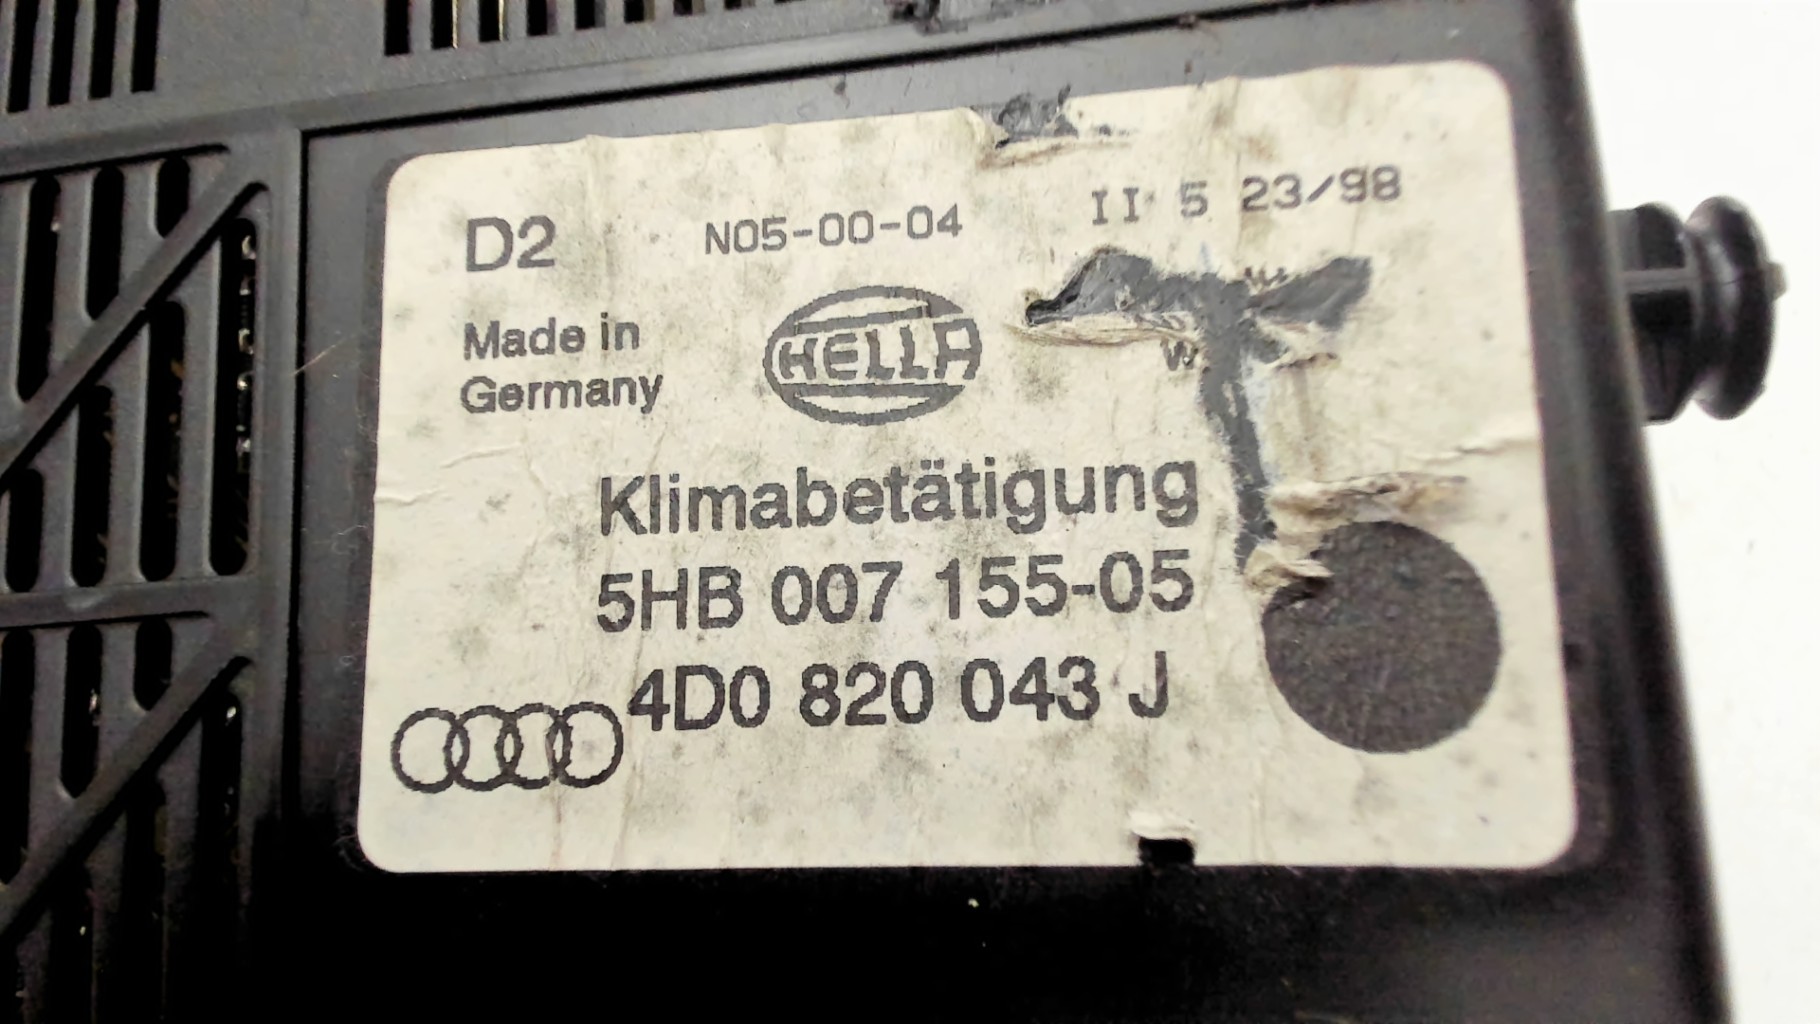 D2 N05-00-04 II 5 23/98
Made in
Germany
HELLA
Klimabetätigung
5HB 007 155-05
4D0 820 043 J